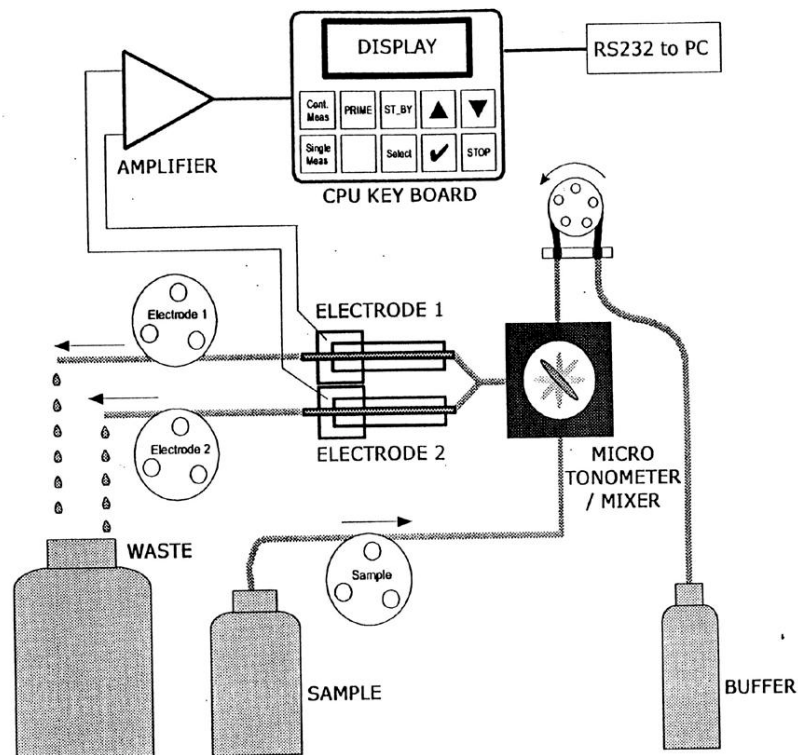 DISPLAY
RS232 to PC
Cont.
Meas
PRIME
ST_BY
▲
▼
Single
Meas
Select
✔
STOP
AMPLIFIER
CPU KEY BOARD
Electrode 1
ELECTRODE 1
Electrode 2
ELECTRODE 2
MICRO
TONOMETER
/ MIXER
WASTE
Sample
SAMPLE
BUFFER